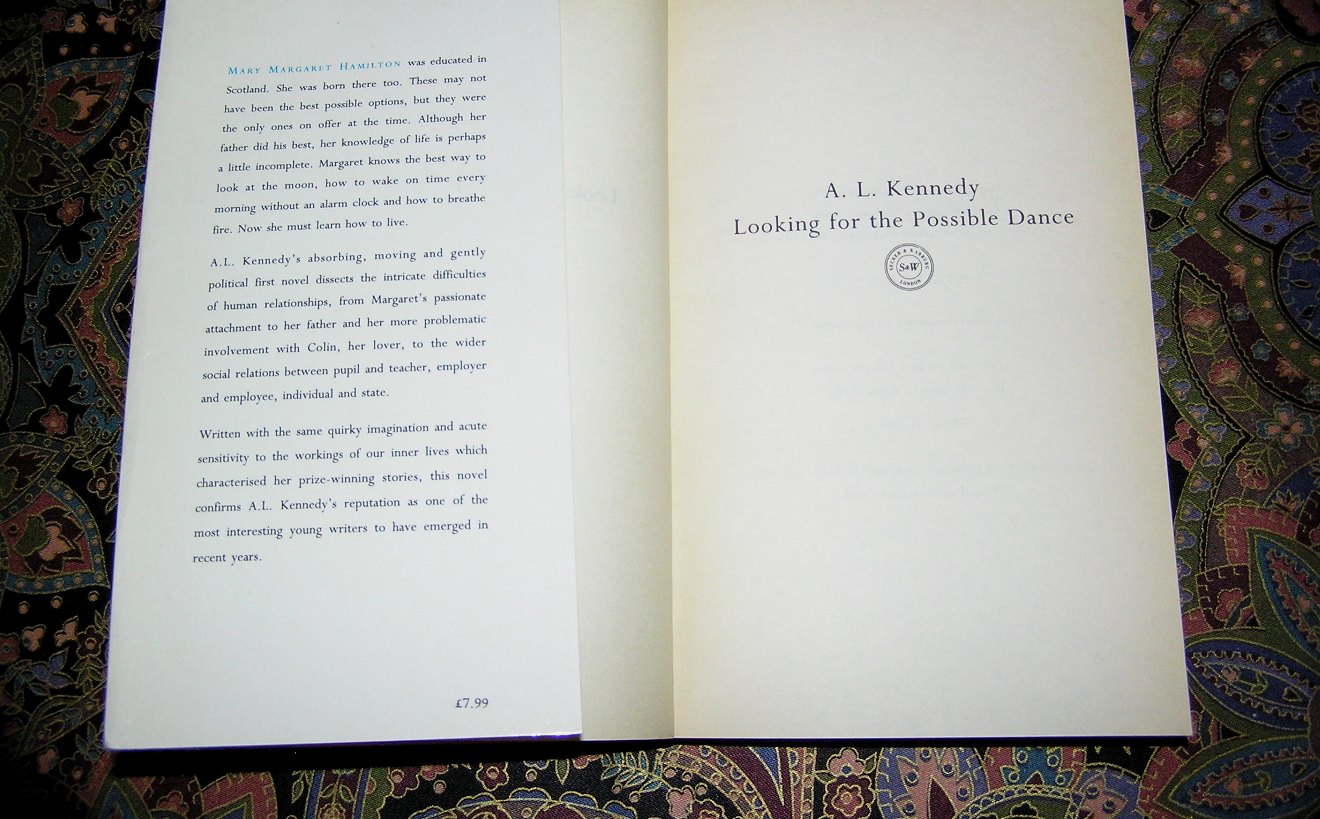 MARY MARGARET HAMILTON was educated in
Scotland. She was born there too. These may not
have been the best possible options, but they were
the only ones on offer at the time. Although her
father did his best, her knowledge of life is perhaps
a little incomplete. Margaret knows the best way to
look at the moon, how to wake on time every
morning without an alarm clock and how to breathe
fire. Now she must learn how to live.
A.L. Kennedy's absorbing, moving and gently
political first novel dissects the intricate difficulties
of human relationships, from Margaret's passionate
attachment to her father and her more problematic
involvement with Colin, her lover, to the wider
social relations between pupil and teacher, employer
and employee, individual and state.
Written with the same quirky imagination and acute
sensitivity to the workings of our inner lives which
characterised her prize-winning stories, this novel
confirms A.L. Kennedy's reputation as one of the
most interesting young writers to have emerged in
recent years.
£7.99
A. L. Kennedy
Looking for the Possible Dance
SECKER & WARBURG
S&W
LONDON